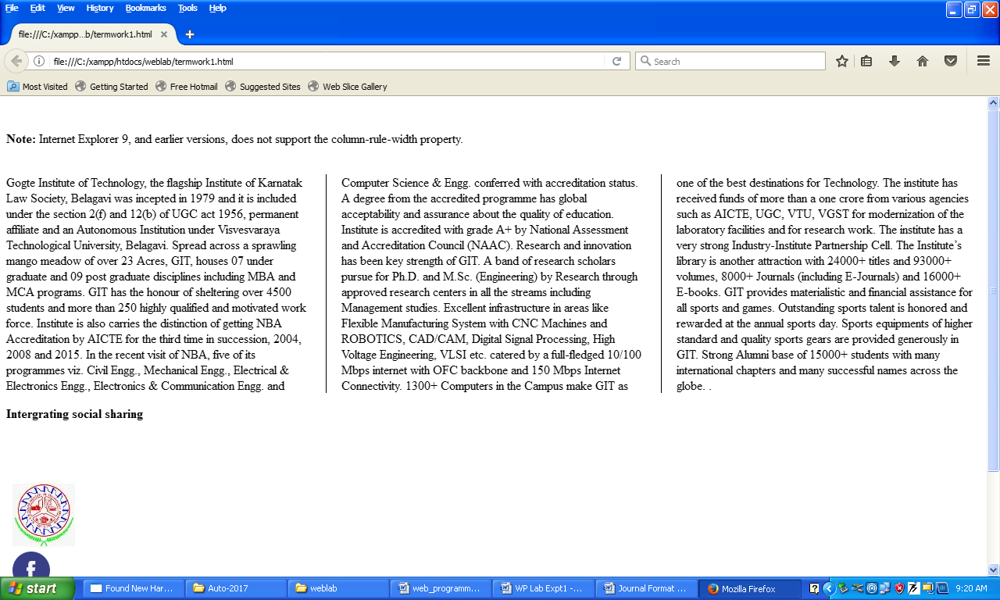 File Edit View History Bookmarks Tools Help
file:///C:/xampp...b/termwork1.html
file:///C:/xampp/htdocs/weblab/termwork1.html
Search
Most Visited Getting Started Free Hotmail Suggested Sites Web Slice Gallery
Note: Internet Explorer 9, and earlier versions, does not support the column-rule-width property.
Gogte Institute of Technology, the flagship Institute of Karnatak
Law Society, Belagavi was incepted in 1979 and it is included
under the section 2(f) and 12(b) of UGC act 1956, permanent
affiliate and an Autonomous Institution under Visvesvaraya
Technological University, Belagavi. Spread across a sprawling
mango meadow of over 23 Acres, GIT, houses 07 under
graduate and 09 post graduate disciplines including MBA and
MCA programs. GIT has the honour of sheltering over 4500
students and more than 250 highly qualified and motivated work
force. Institute is also carries the distinction of getting NBA
Accreditation by AICTE for the third time in succession, 2004,
2008 and 2015. In the recent visit of NBA, five of its
programmes viz. Civil Engg., Mechanical Engg., Electrical &
Electronics Engg., Electronics & Communication Engg. and
Computer Science & Engg. conferred with accreditation status.
A degree from the accredited programme has global
acceptability and assurance about the quality of education.
Institute is accredited with grade A+ by National Assessment
and Accreditation Council (NAAC). Research and innovation
has been key strength of GIT. A band of research scholars
pursue for Ph.D. and M.Sc. (Engineering) by Research through
approved research centers in all the streams including
Management studies. Excellent infrastructure in areas like
Flexible Manufacturing System with CNC Machines and
ROBOTICS, CAD/CAM, Digital Signal Processing, High
Voltage Engineering, VLSI etc. catered by a full-fledged 10/100
Mbps internet with OFC backbone and 150 Mbps Internet
Connectivity. 1300+ Computers in the Campus make GIT as
one of the best destinations for Technology. The institute has
received funds of more than a one crore from various agencies
such as AICTE, UGC, VTU, VGST for modernization of the
laboratory facilities and for research work. The institute has a
very strong Industry-Institute Partnership Cell. The Institute’s
library is another attraction with 24000+ titles and 93000+
volumes, 8000+ Journals (including E-Journals) and 16000+
E-books. GIT provides materialistic and financial assistance for
all sports and games. Outstanding sports talent is honored and
rewarded at the annual sports day. Sports equipments of higher
standard and quality sports gears are provided generously in
GIT. Strong Alumni base of 15000+ students with many
international chapters and many successful names across the
globe. .
Intergrating social sharing
f
start Found New Har... Auto-2017 weblab web_programm... WP Lab Expt1 -... Journal Format ... Mozilla Firefox 9:20 AM